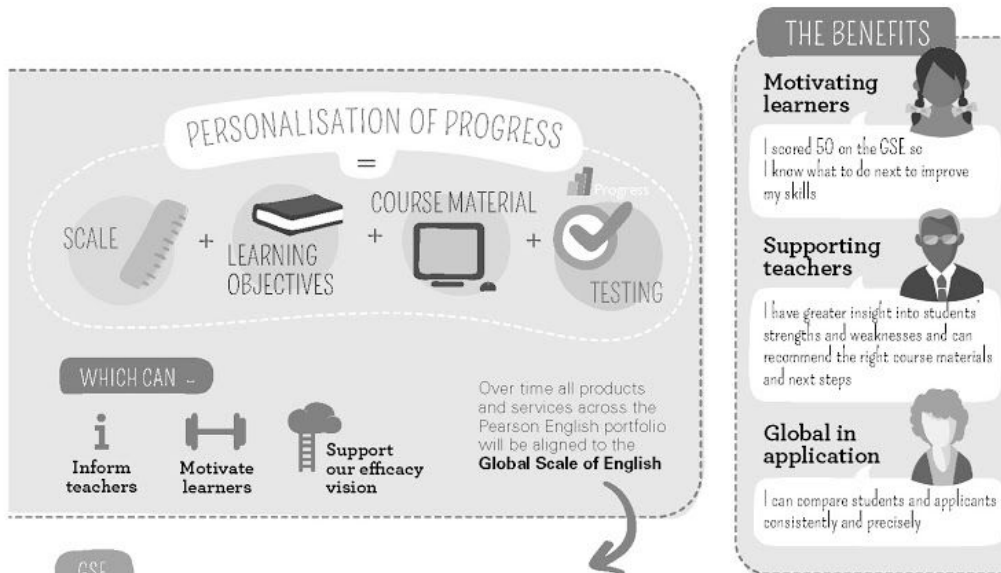 PERSONALISATION OF PROGRESS
=
SCALE
+
LEARNING
OBJECTIVES
+
COURSE MATERIAL
+
Progress
TESTING
WHICH CAN ...
i
Inform
teachers
Motivate
learners
Support
our efficacy
vision
Over time all products
and services across the
Pearson English portfolio
will be aligned to the
Global Scale of English
GSE
THE BENEFITS
Motivating
learners
I scored 50 on the GSE so
I know what to do next to improve
my skills
Supporting
teachers
I have greater insight into students'
strengths and weaknesses and can
recommend the right course materials
and next steps
Global in
application
I can compare students and applicants
consistently and precisely